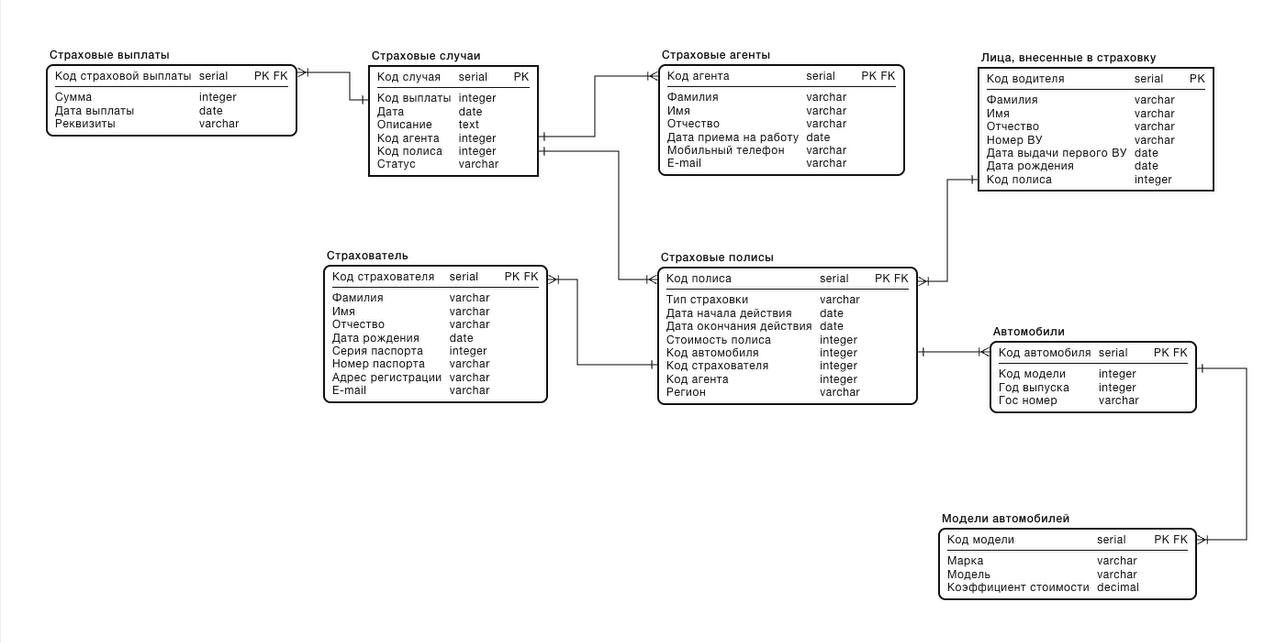 Страховые выплаты
Код страховой выплаты serial PK FK
Сумма integer
Дата выплаты date
Реквизиты varchar
Страховые случаи
Код случая serial PK
Код выплаты integer
Дата date
Описание text
Код агента integer
Код полиса integer
Статус varchar
Страховые агенты
Код агента serial PK FK
Фамилия varchar
Имя varchar
Отчество varchar
Дата приема на работу date
Мобильный телефон varchar
E-mail varchar
Лица, внесенные в страховку
Код водителя serial PK
Фамилия varchar
Имя varchar
Отчество varchar
Номер ВУ varchar
Дата выдачи первого ВУ date
Дата рождения date
Код полиса integer
Страхователь
Код страхователя serial PK FK
Фамилия varchar
Имя varchar
Отчество varchar
Дата рождения date
Серия паспорта integer
Номер паспорта varchar
Адрес регистрации varchar
E-mail varchar
Страховые полисы
Код полиса serial PK FK
Тип страховки varchar
Дата начала действия date
Дата окончания действия date
Стоимость полиса integer
Код автомобиля integer
Код страхователя integer
Код агента integer
Регион varchar
Автомобили
Код автомобиля serial PK FK
Код модели integer
Год выпуска integer
Гос номер varchar
Модели автомобилей
Код модели serial PK FK
Марка varchar
Модель varchar
Коэффициент стоимости decimal